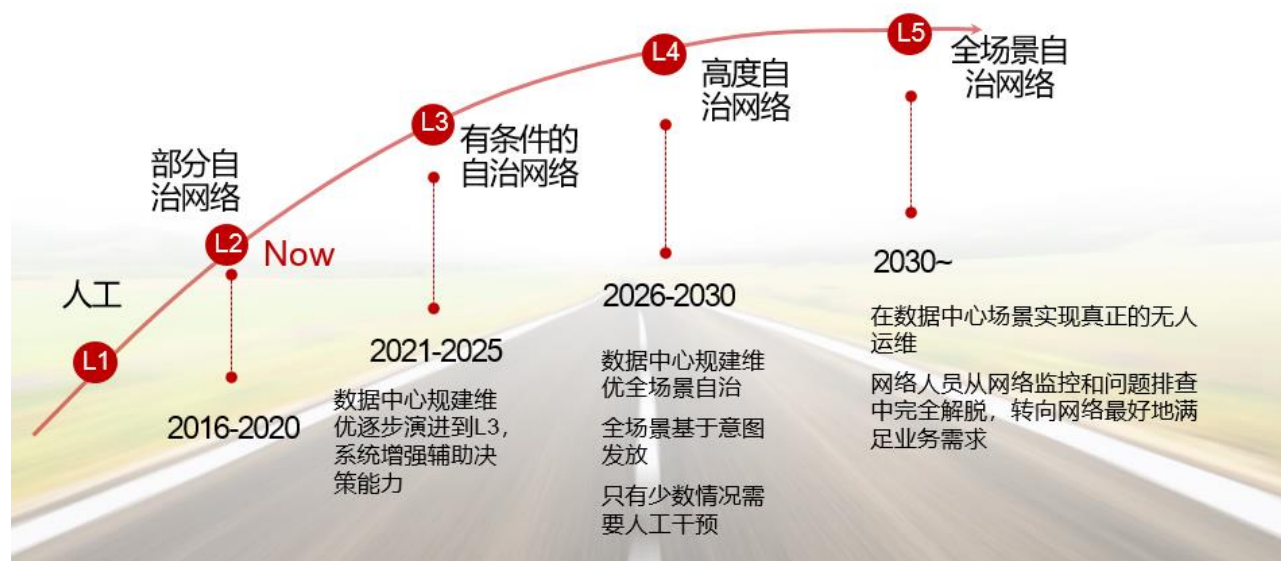 人工
L1
部分自
治网络
L2
Now
2016-2020
L3
有条件的
自治网络
2021-2025
数据中心规建维
优逐步演进到L3，
系统增强辅助决
策能力
L4
高度自
治网络
2026-2030
数据中心规建维
优全场景自治
全场景基于意图
发放
只有少数情况需
要人工干预
L5
全场景自
治网络
2030~
在数据中心场景实现真正的无人
运维
网络人员从网络监控和问题排查
中完全解脱，转向网络最好地满
足业务需求